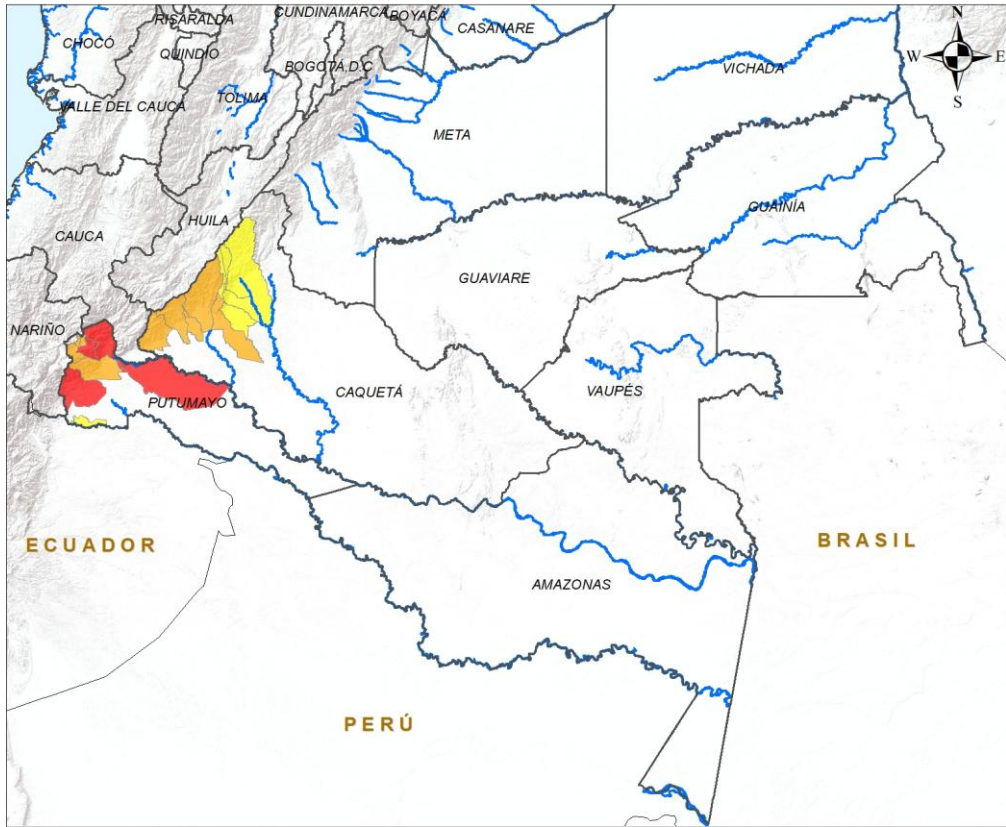 CUNDINAMARCA
BOYACÁ
RISARALDA
CASANARE
N
CHOCÓ
QUINDÍO
W
E
BOGOTÁ D.C
VICHADA
S
TOLIMA
VALLE DEL CAUCA
META
GUAINÍA
HUILA
CAUCA
GUAVIARE
NARIÑO
CAQUETÁ
VAUPÉS
PUTUMAYO
ECUADOR
BRASIL
AMAZONAS
PERÚ